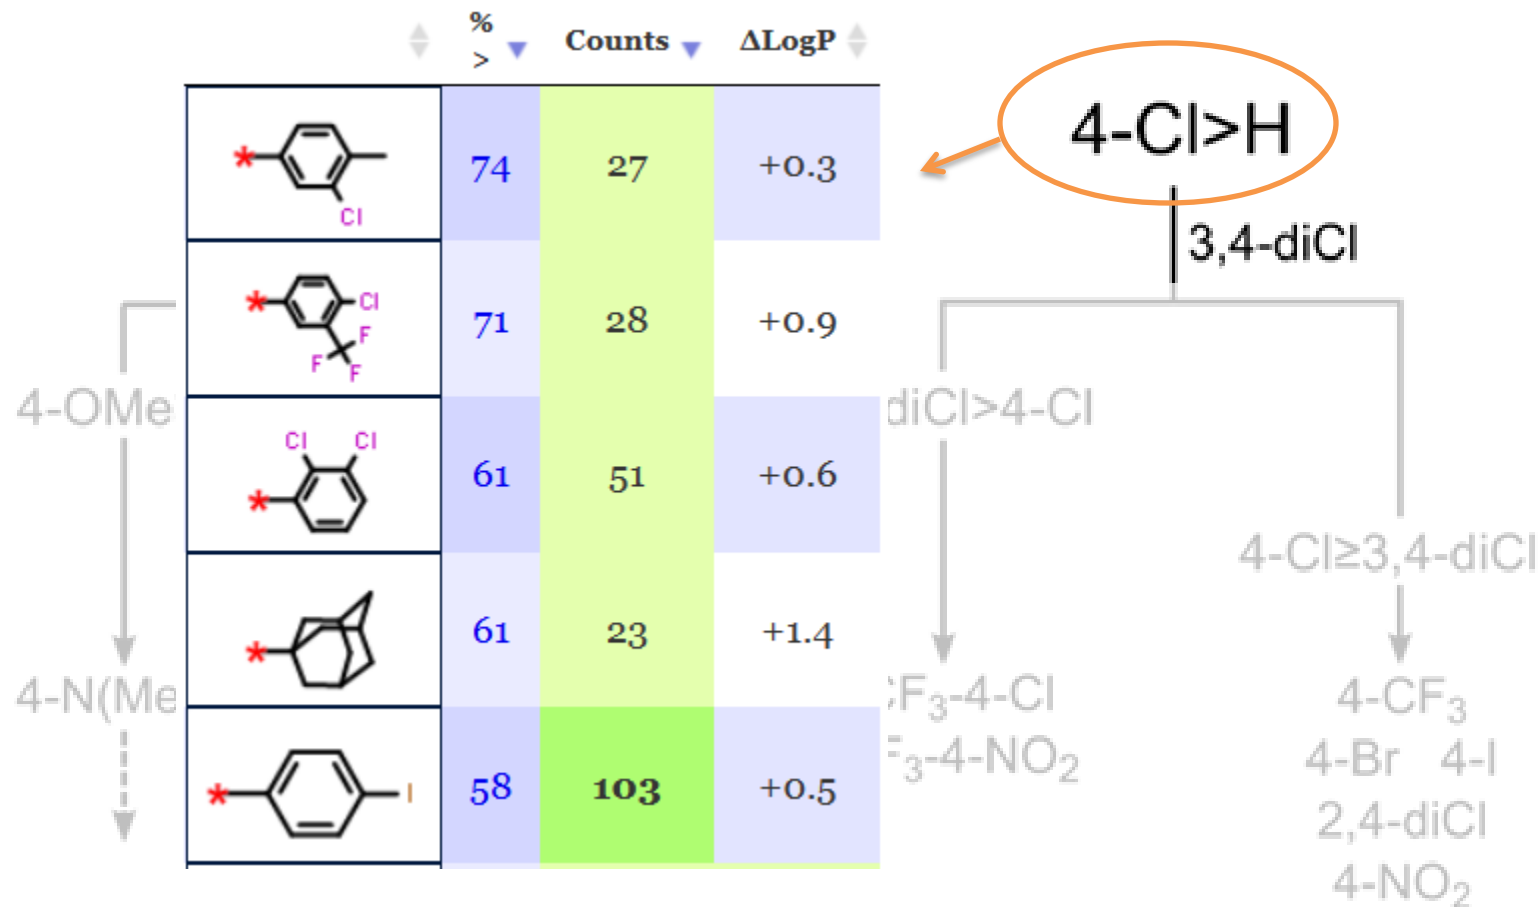 % > Counts ΔLogP
Cl 74 27 +0.3
Cl F F F 71 28 +0.9
Cl Cl 61 51 +0.6
61 23 +1.4
I 58 103 +0.5
4-Cl>H
3,4-diCl
4-OMe
diCl>4-Cl
4-Cl≥3,4-diCl
4-N(Me
CF₃-4-Cl
F₃-4-NO₂
4-CF₃
4-Br 4-I
2,4-diCl
4-NO₂